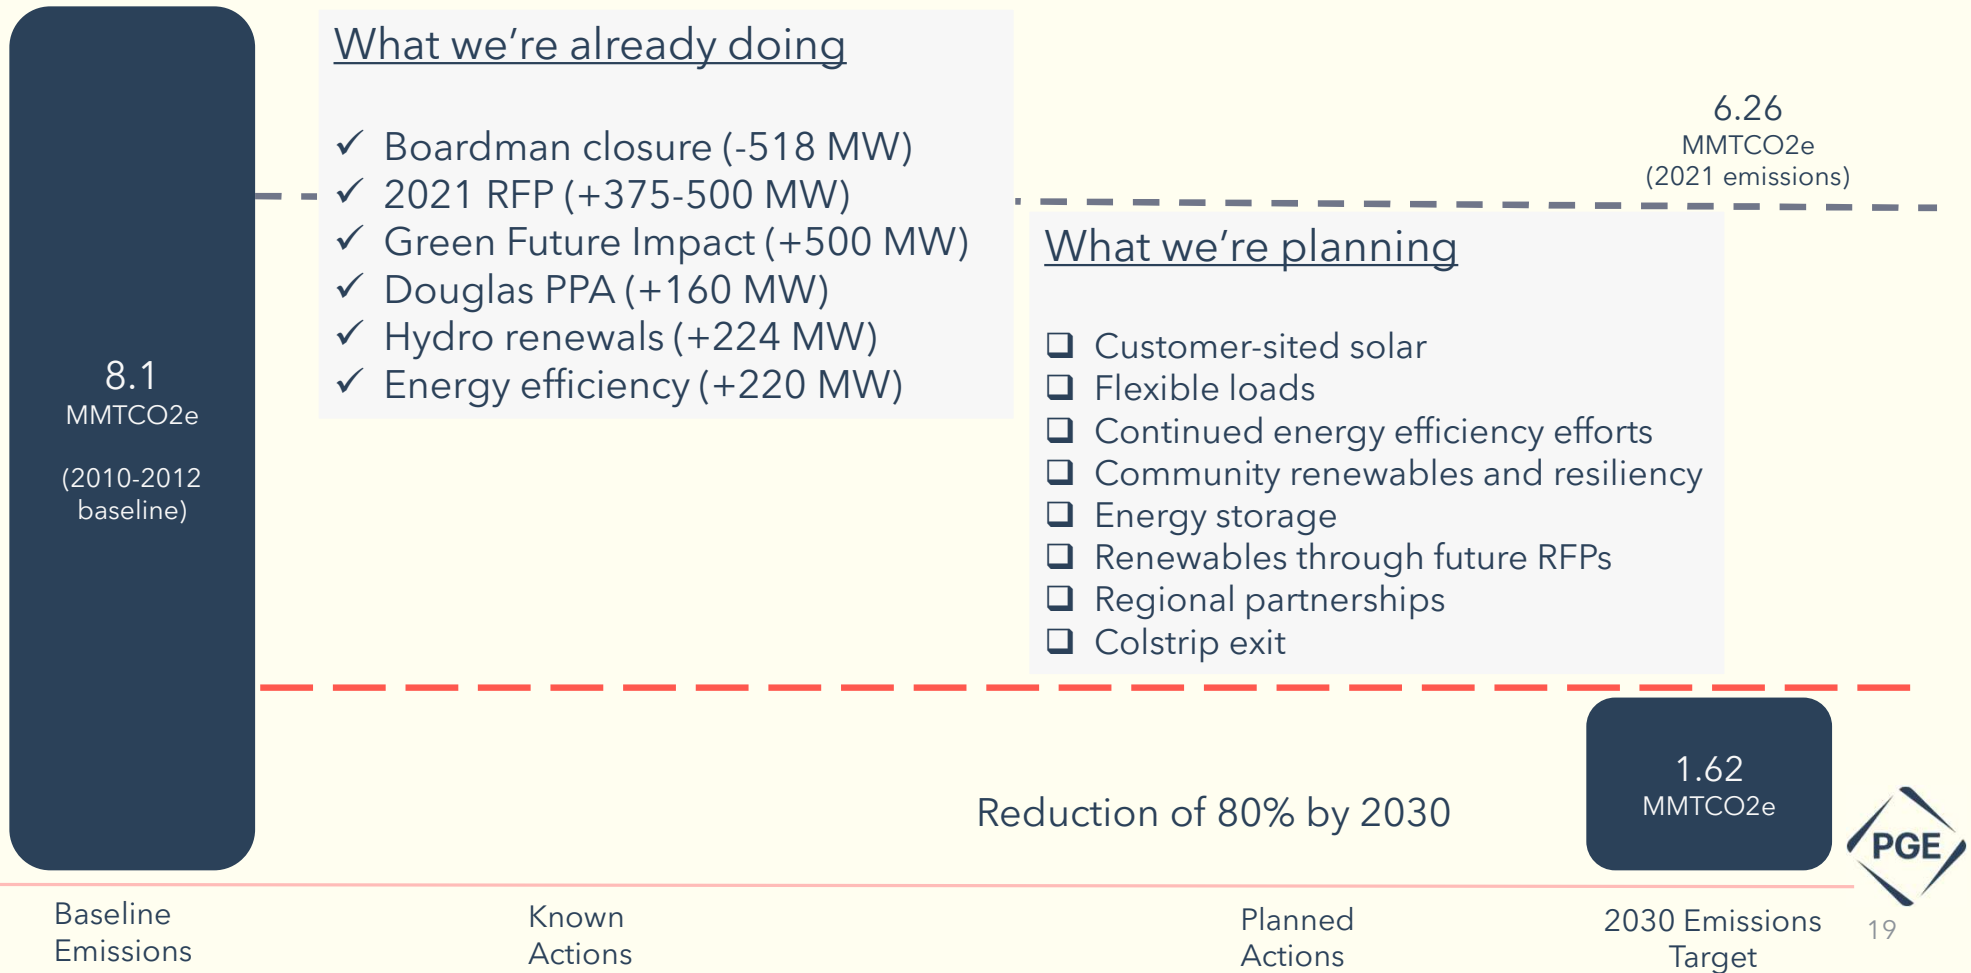 8.1
MMTCO2e
(2010-2012
baseline)
What we’re already doing
✓ Boardman closure (-518 MW)
✓ 2021 RFP (+375-500 MW)
✓ Green Future Impact (+500 MW)
✓ Douglas PPA (+160 MW)
✓ Hydro renewals (+224 MW)
✓ Energy efficiency (+220 MW)
6.26
MMTCO2e
(2021 emissions)
What we’re planning
❑ Customer-sited solar
❑ Flexible loads
❑ Continued energy efficiency efforts
❑ Community renewables and resiliency
❑ Energy storage
❑ Renewables through future RFPs
❑ Regional partnerships
❑ Colstrip exit
Reduction of 80% by 2030
1.62
MMTCO2e
PGE
Baseline
Emissions
Known
Actions
Planned
Actions
2030 Emissions
Target
19